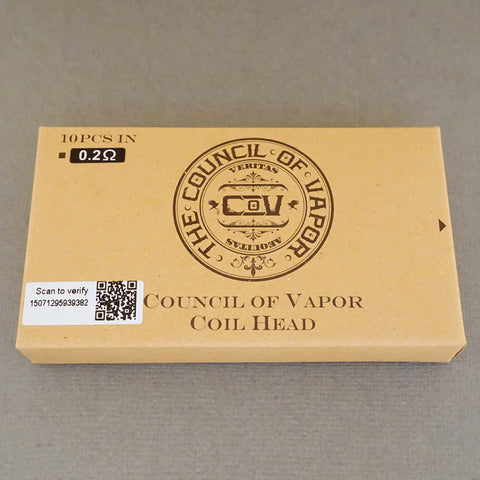 10PCS IN
0.2Ω
THE COUNCIL OF VAPOR
VERITAS
COV
AEQUITAS
Scan to verify
15071295939382
COUNCIL OF VAPOR
COIL HEAD